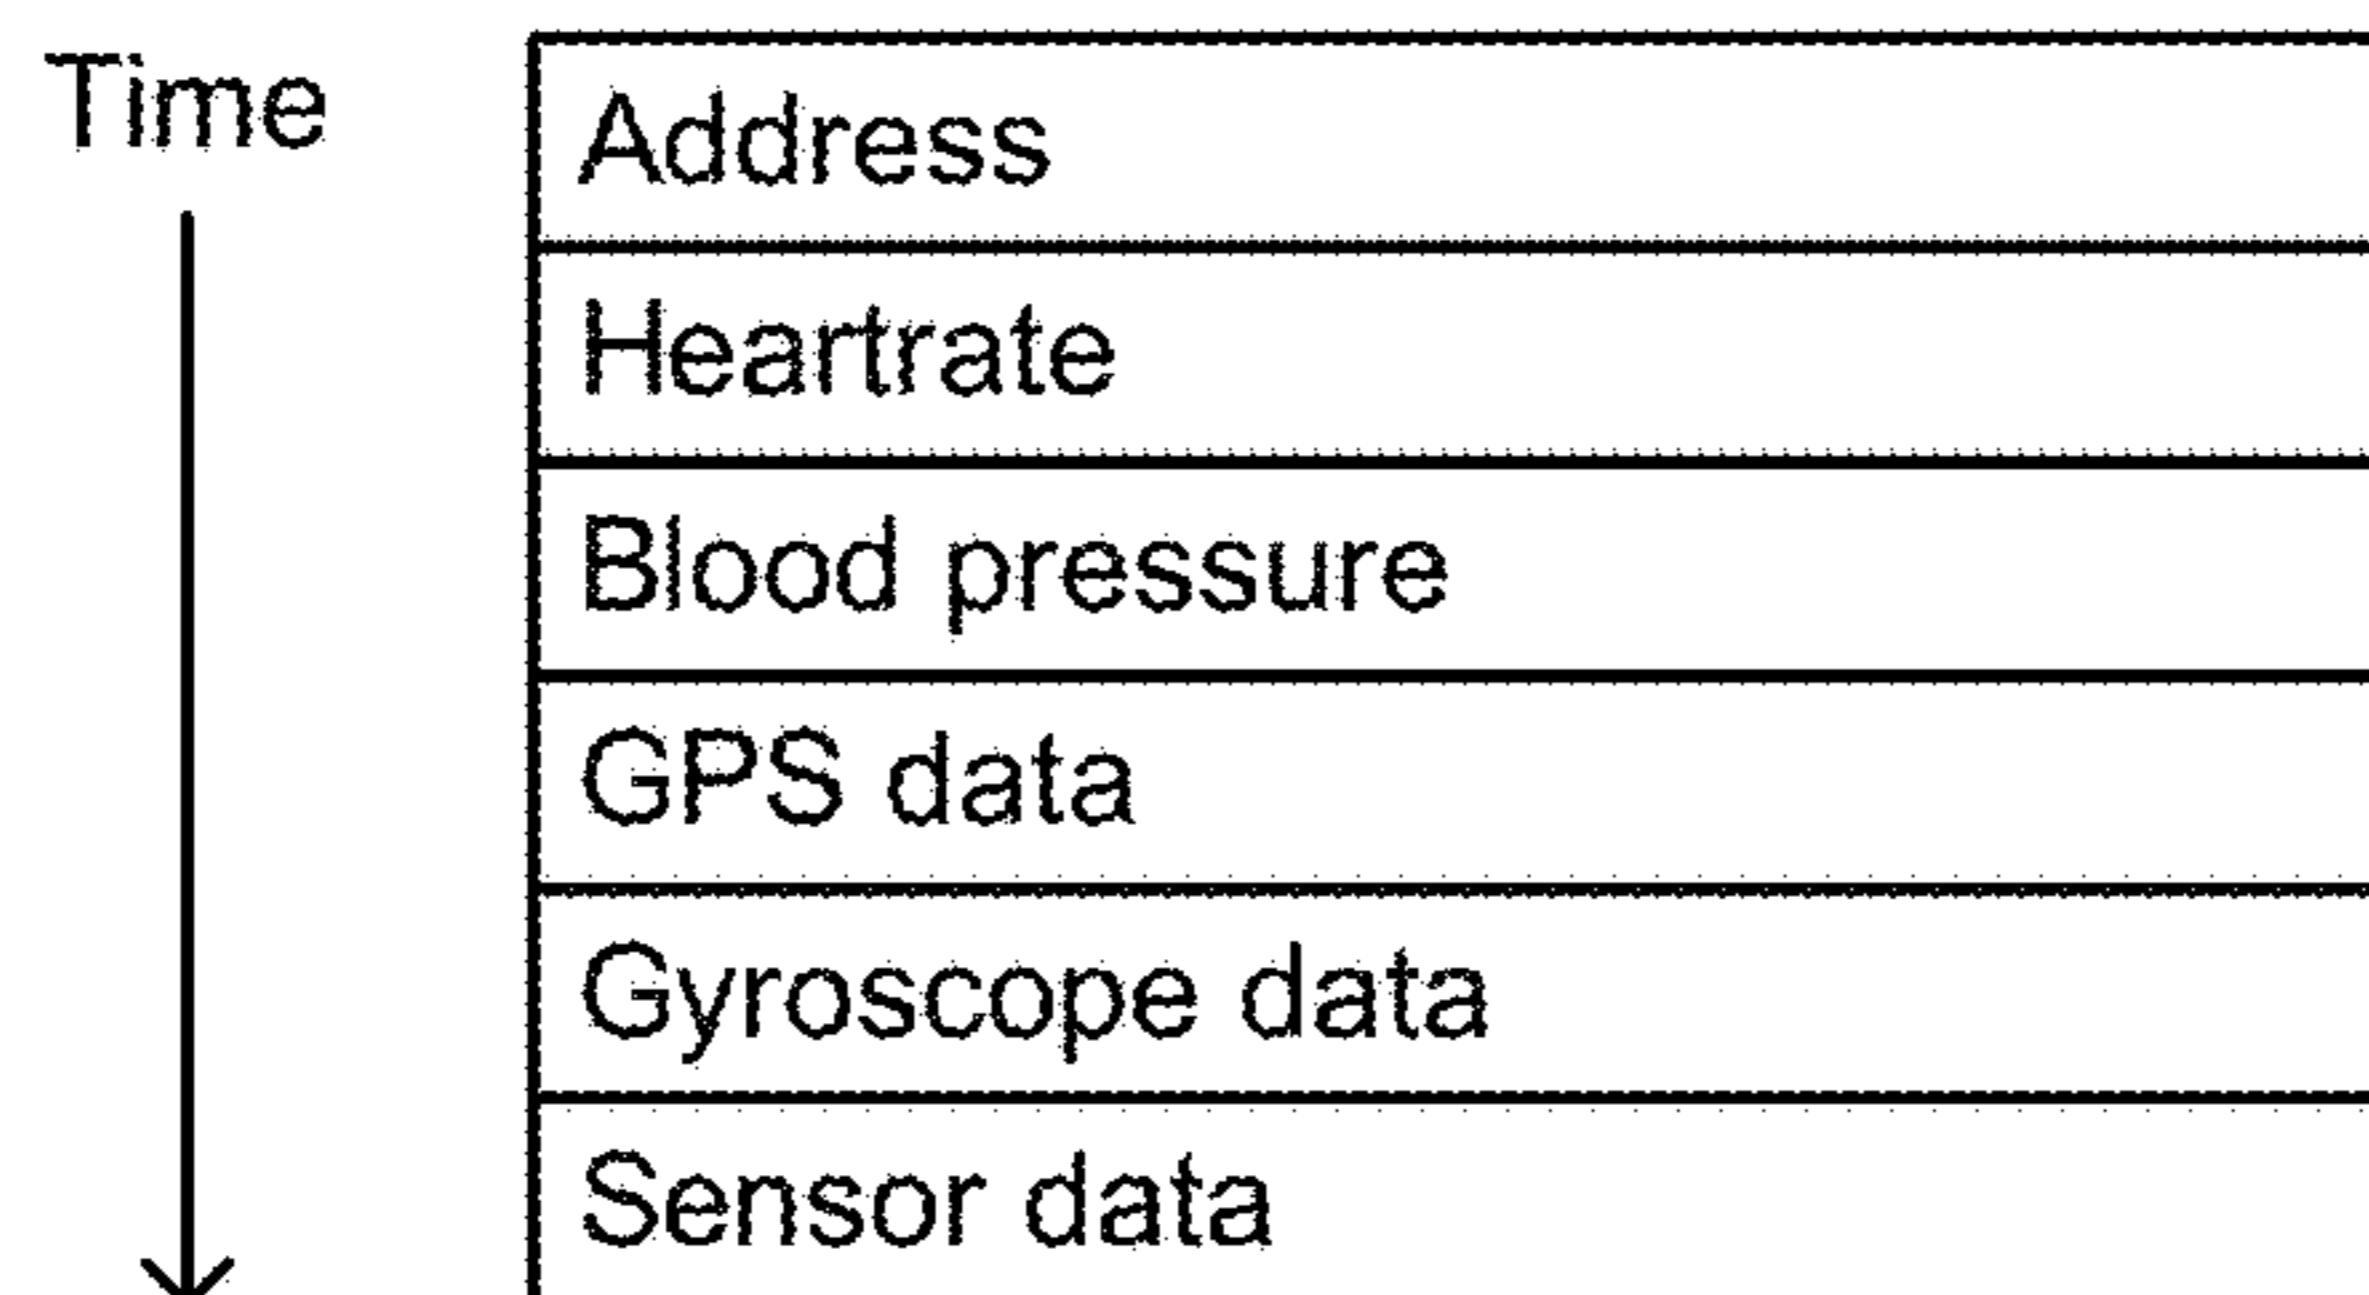 Time
Address
Heartrate
Blood pressure
GPS data
Gyroscope data
Sensor data